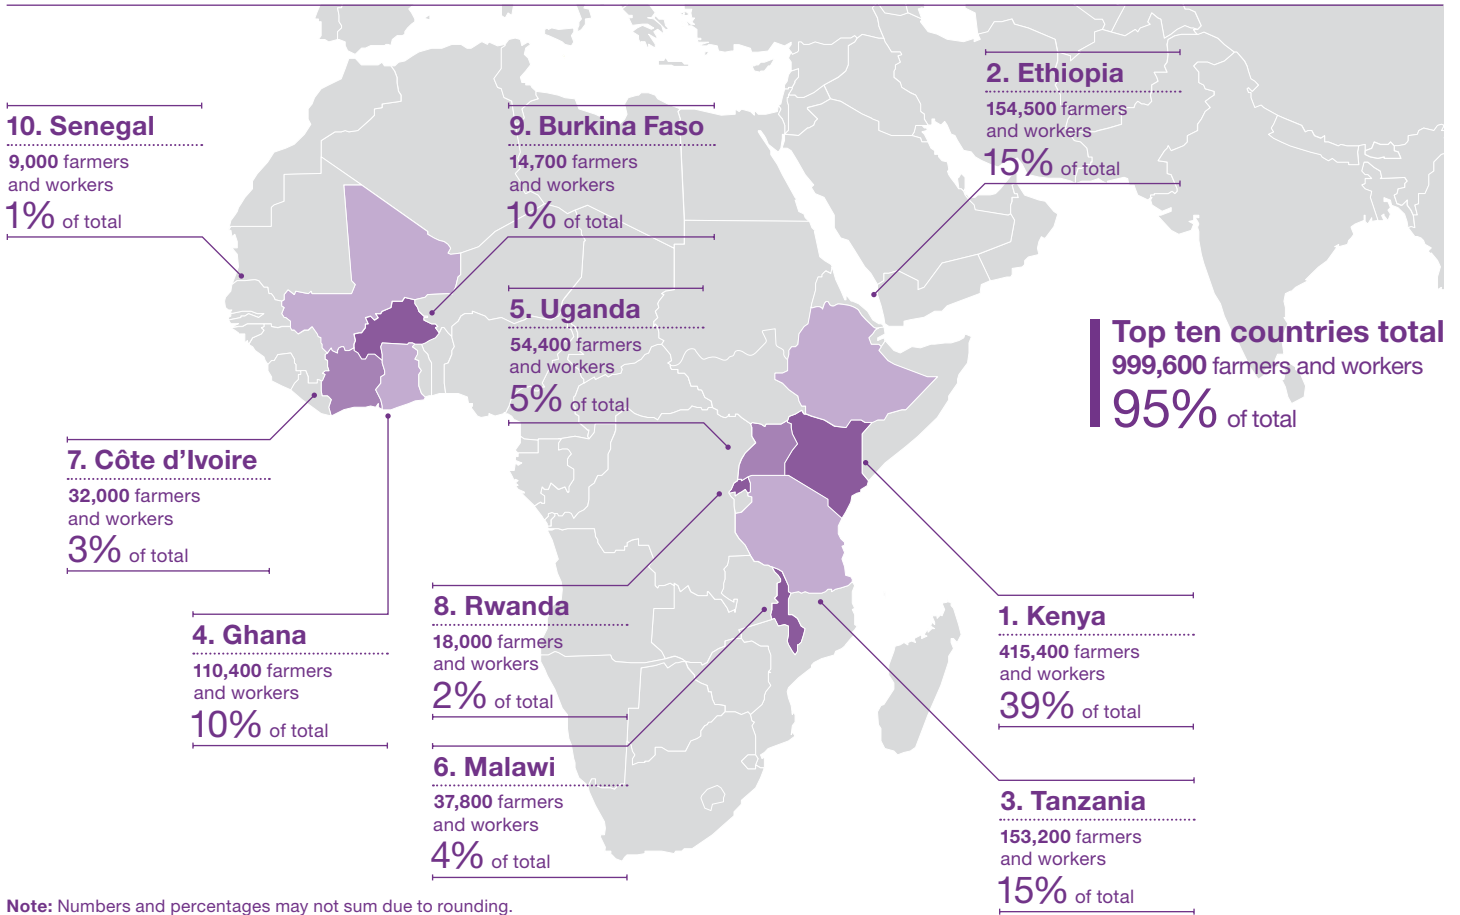 2. Ethiopia
154,500 farmers
and workers
15% of total
10. Senegal
9,000 farmers
and workers
1% of total
9. Burkina Faso
14,700 farmers
and workers
1% of total
5. Uganda
54,400 farmers
and workers
5% of total
Top ten countries total
999,600 farmers and workers
95% of total
7. Côte d’Ivoire
32,000 farmers
and workers
3% of total
4. Ghana
110,400 farmers
and workers
10% of total
8. Rwanda
18,000 farmers
and workers
2% of total
1. Kenya
415,400 farmers
and workers
39% of total
6. Malawi
37,800 farmers
and workers
4% of total
3. Tanzania
153,200 farmers
and workers
15% of total
Note: Numbers and percentages may not sum due to rounding.